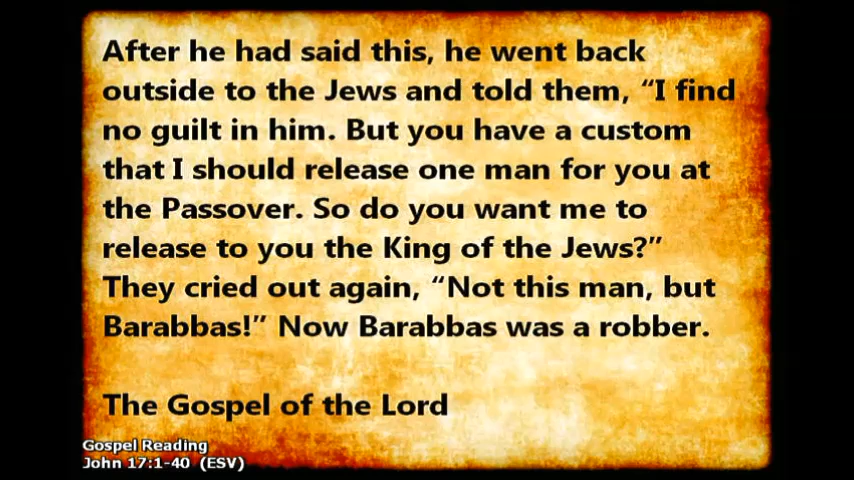 After he had said this, he went back
outside to the Jews and told them, “I find
no guilt in him. But you have a custom
that I should release one man for you at
the Passover. So do you want me to
release to you the King of the Jews?”
They cried out again, “Not this man, but
Barabbas!” Now Barabbas was a robber.
The Gospel of the Lord
Gospel Reading
John 17:1-40 (ESV)